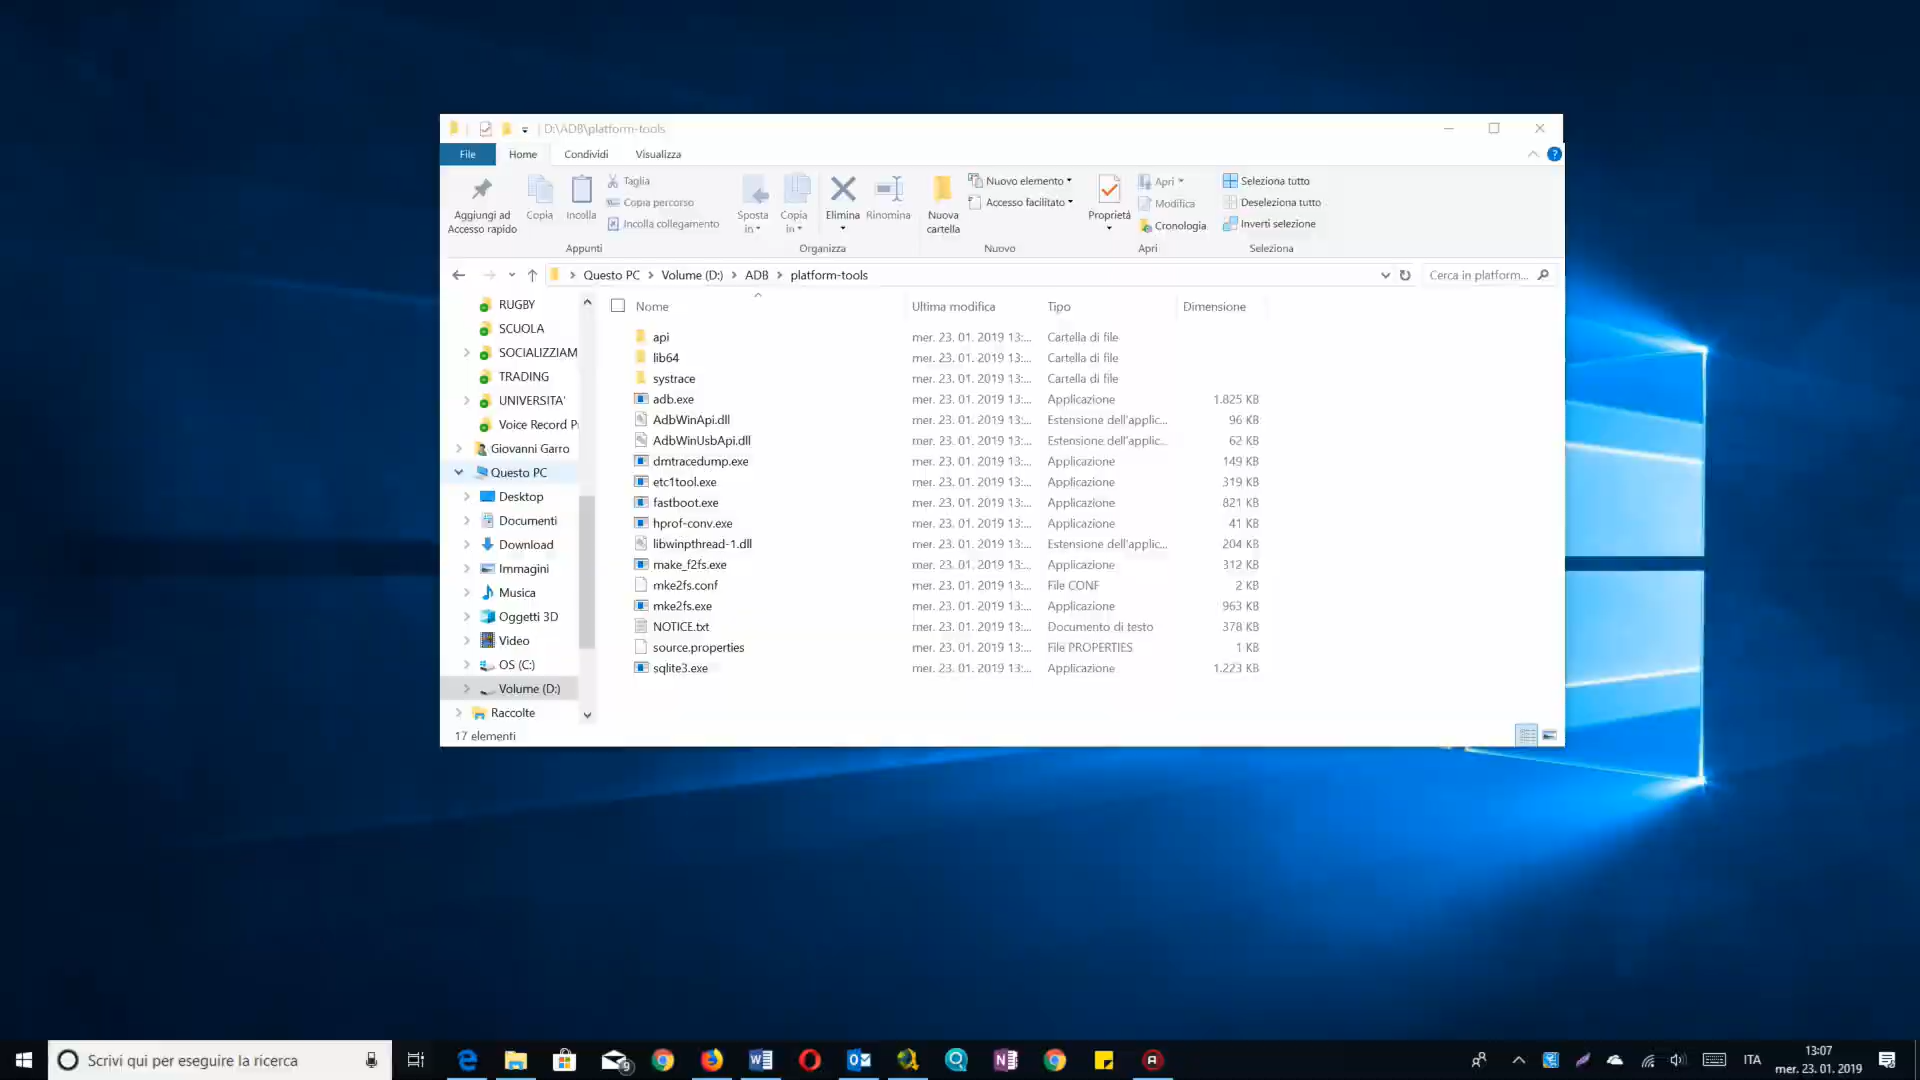 D:\ADB\platform-tools
File Home Condividi Visualizza
Aggiungi ad Accesso rapido
Copia
Incolla
Taglia
Copia percorso
Incolla collegamento
Appunti
Sposta in
Copia in
Elimina
Rinomina
Organizza
Nuova cartella
Nuovo elemento
Accesso facilitato
Nuovo
Proprietà
Apri
Modifica
Cronologia
Apri
Seleziona tutto
Deseleziona tutto
Inverti selezione
Seleziona
Questo PC > Volume (D:) > ADB > platform-tools
Cerca in platform...
RUGBY
SCUOLA
SOCIALIZZIAM
TRADING
UNIVERSITA'
Voice Record P
Giovanni Garro
Questo PC
Desktop
Documenti
Download
Immagini
Musica
Oggetti 3D
Video
OS (C:)
Volume (D:)
Raccolte
Nome Ultima modifica Tipo Dimensione
api mer. 23. 01. 2019 13:... Cartella di file
lib64 mer. 23. 01. 2019 13:... Cartella di file
systrace mer. 23. 01. 2019 13:... Cartella di file
adb.exe mer. 23. 01. 2019 13:... Applicazione 1.825 KB
AdbWinApi.dll mer. 23. 01. 2019 13:... Estensione dell'applic... 96 KB
AdbWinUsbApi.dll mer. 23. 01. 2019 13:... Estensione dell'applic... 62 KB
dmtracedump.exe mer. 23. 01. 2019 13:... Applicazione 149 KB
etc1tool.exe mer. 23. 01. 2019 13:... Applicazione 319 KB
fastboot.exe mer. 23. 01. 2019 13:... Applicazione 821 KB
hprof-conv.exe mer. 23. 01. 2019 13:... Applicazione 41 KB
libwinpthread-1.dll mer. 23. 01. 2019 13:... Estensione dell'applic... 204 KB
make_f2fs.exe mer. 23. 01. 2019 13:... Applicazione 312 KB
mke2fs.conf mer. 23. 01. 2019 13:... File CONF 2 KB
mke2fs.exe mer. 23. 01. 2019 13:... Applicazione 963 KB
NOTICE.txt mer. 23. 01. 2019 13:... Documento di testo 378 KB
source.properties mer. 23. 01. 2019 13:... File PROPERTIES 1 KB
sqlite3.exe mer. 23. 01. 2019 13:... Applicazione 1.223 KB
17 elementi
Scrivi qui per eseguire la ricerca
9
ITA
13:07
mer. 23. 01. 2019